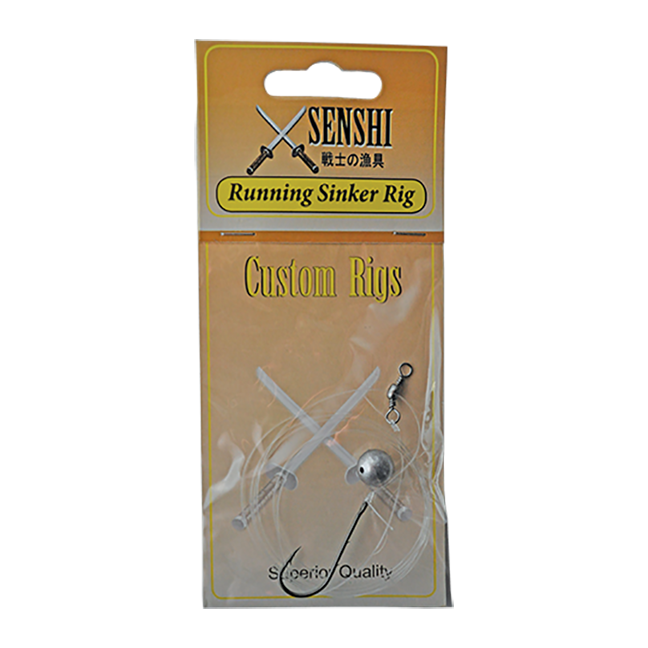 SENSHI
戦士の漁具
Running Sinker Rig
Custom Rigs
Superior Quality